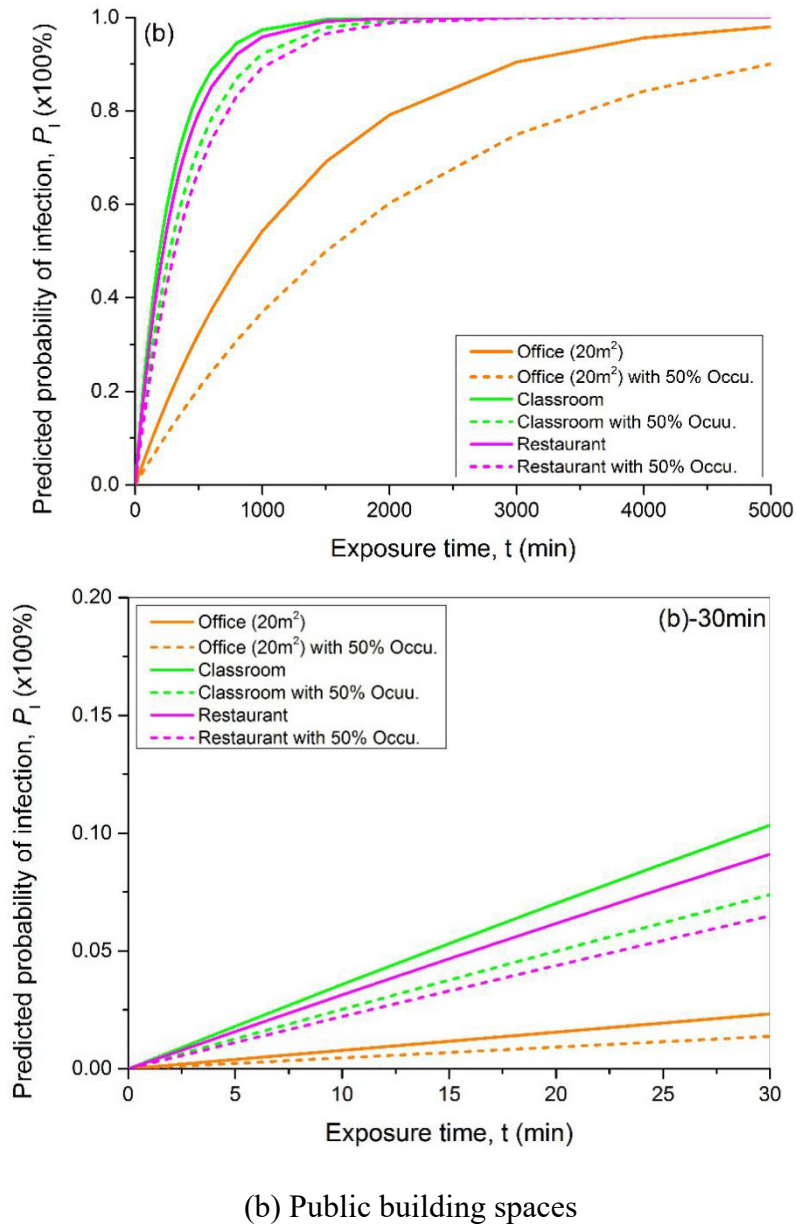 (b)
Predicted probability of infection, P_I (x100%)
1.0
0.8
0.6
0.4
0.2
0.0
Office (20m²)
Office (20m²) with 50% Occu.
Classroom
Classroom with 50% Ocuu.
Restaurant
Restaurant with 50% Occu.
0 1000 2000 3000 4000 5000
Exposure time, t (min)
(b)-30min
Predicted probability of infection, P_I (x100%)
0.20
0.15
0.10
0.05
0.00
Office (20m²)
Office (20m²) with 50% Occu.
Classroom
Classroom with 50% Ocuu.
Restaurant
Restaurant with 50% Occu.
0 5 10 15 20 25 30
Exposure time, t (min)
(b) Public building spaces